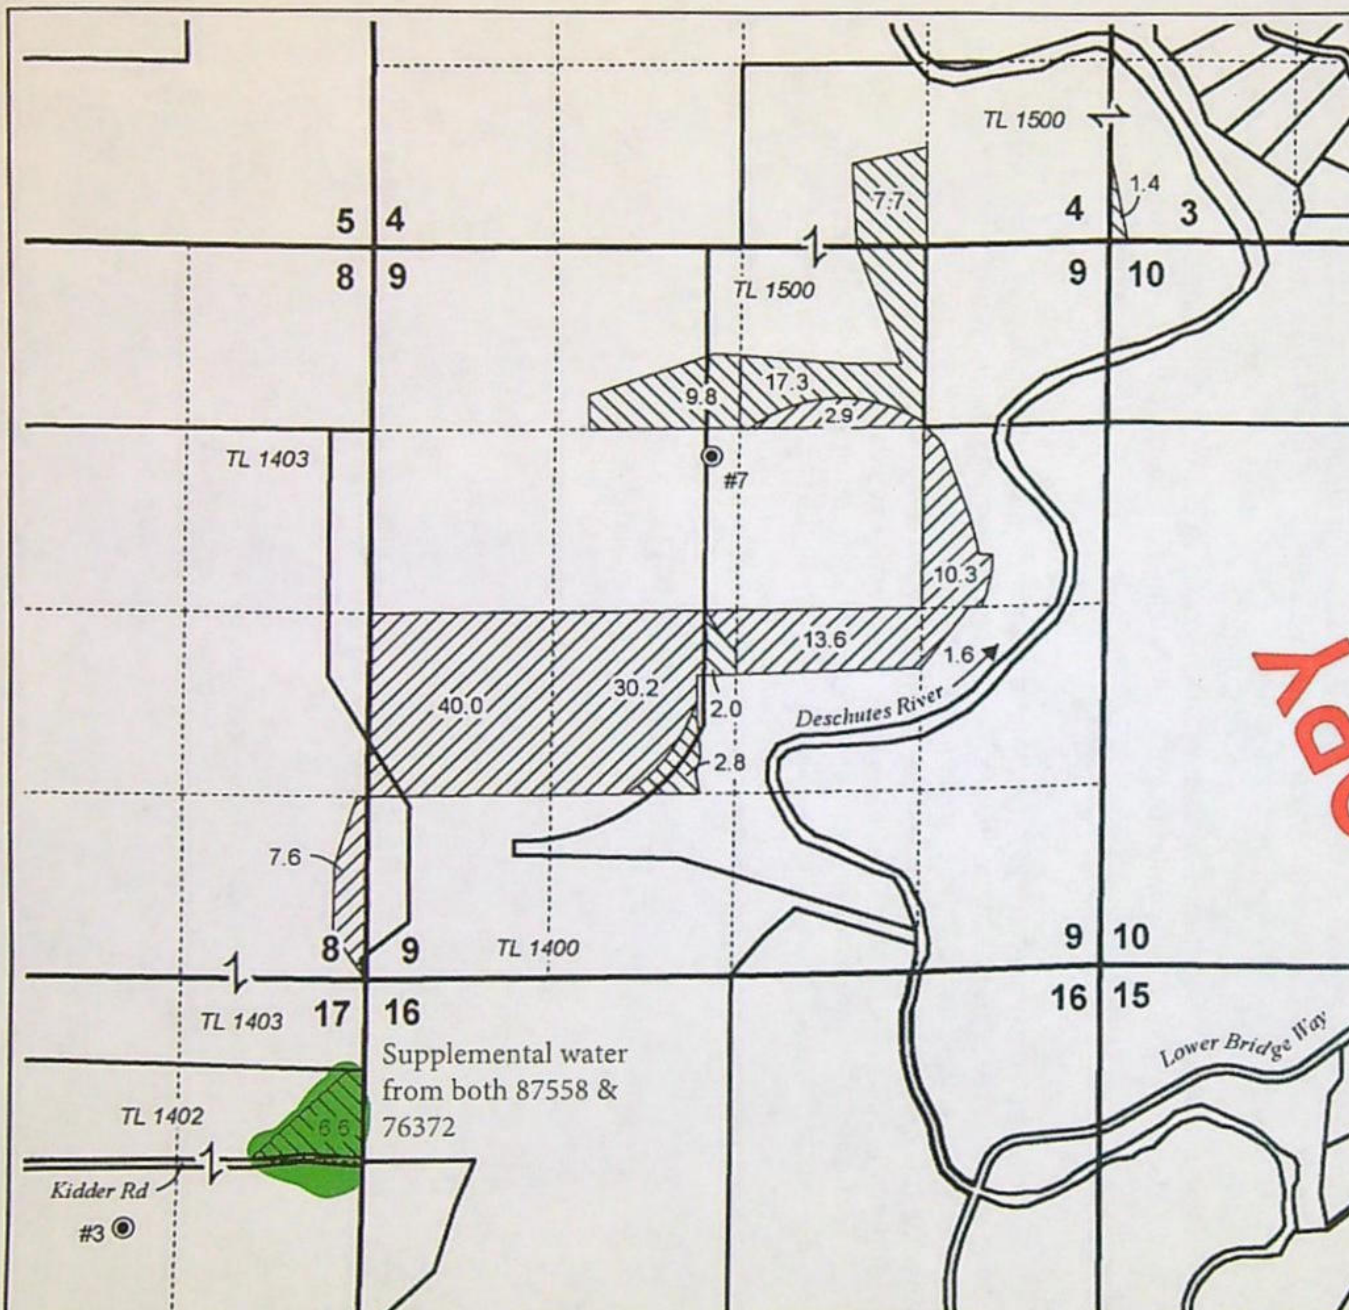 TL 1500
1.4
7.7
5 4
4 3
8 9
9 10
TL 1500
17.3
9.8
2.9
TL 1403
#7
10.3
13.6
1.6
30.2
40.0
2.0
Deschutes River
2.8
7.6
8 9
TL 1400
9 10
17 16
16 15
TL 1403
Lower Bridge Way
Supplemental water
from both 87558 &
76372
TL 1402
6.6
Kidder Rd
#3